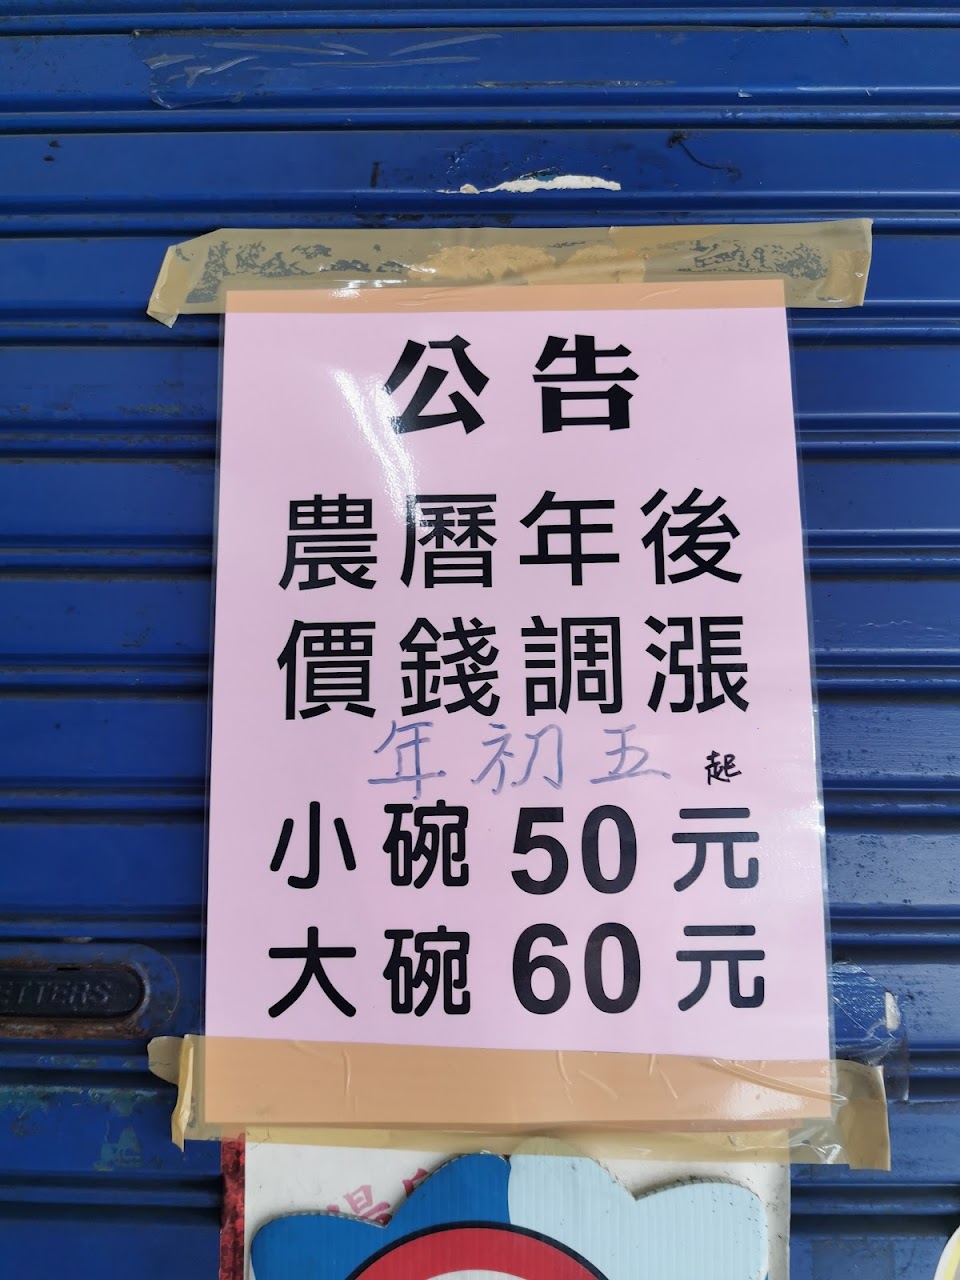 公告
農曆年後
價錢調漲
年初五起
小碗50元
大碗60元
ETTERS